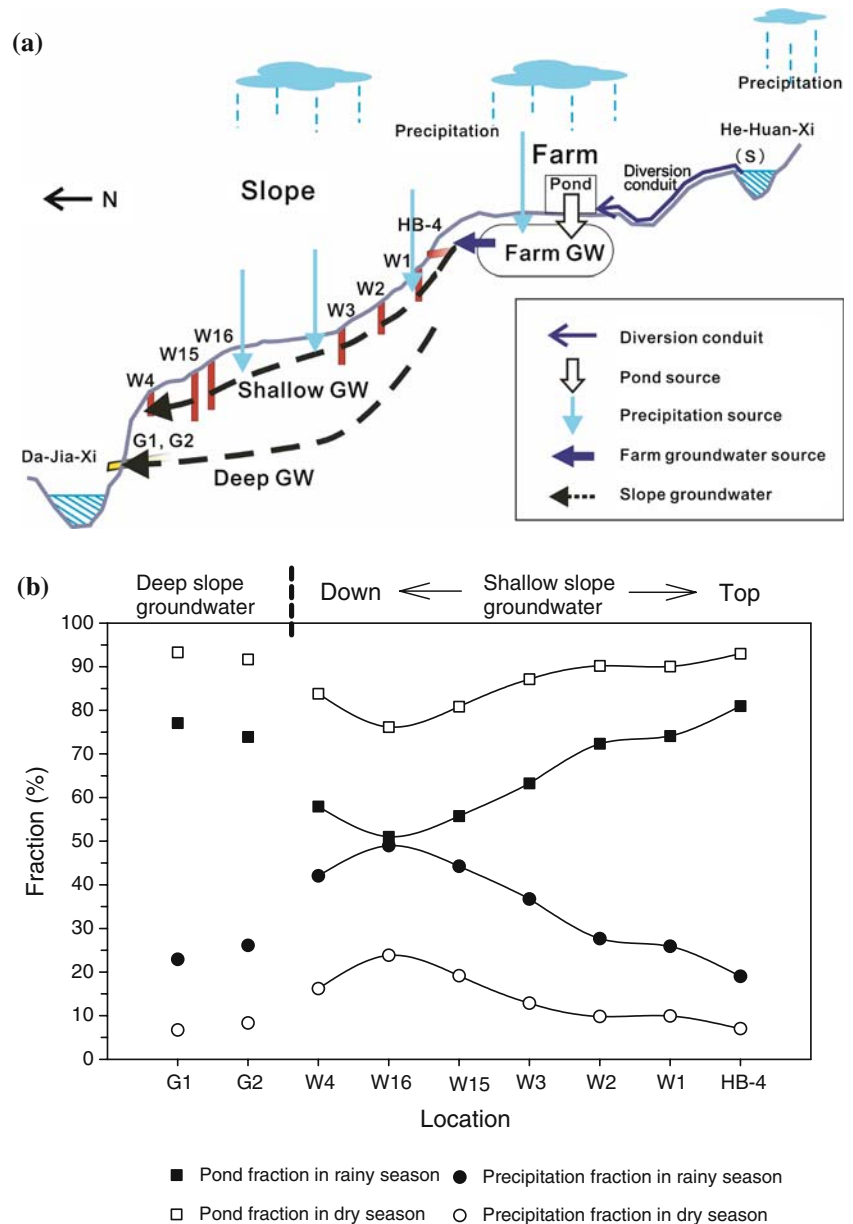 (a)
Precipitation
Precipitation
He-Huan-Xi
(S)
Farm
Diversion
conduit
Pond
Slope
N
HB-4
Farm GW
W1
W2
W3
W16
W15
W4
Shallow GW
G1, G2
Da-Jia-Xi
Deep GW
Diversion conduit
Pond source
Precipitation source
Farm groundwater source
Slope groundwater
(b)
Deep slope
groundwater
Down
Shallow slope
groundwater
Top
100
90
80
70
60
50
40
30
20
10
0
Fraction (%)
G1 G2 W4 W16 W15 W3 W2 W1 HB-4
Location
Pond fraction in rainy season Precipitation fraction in rainy season
Pond fraction in dry season Precipitation fraction in dry season